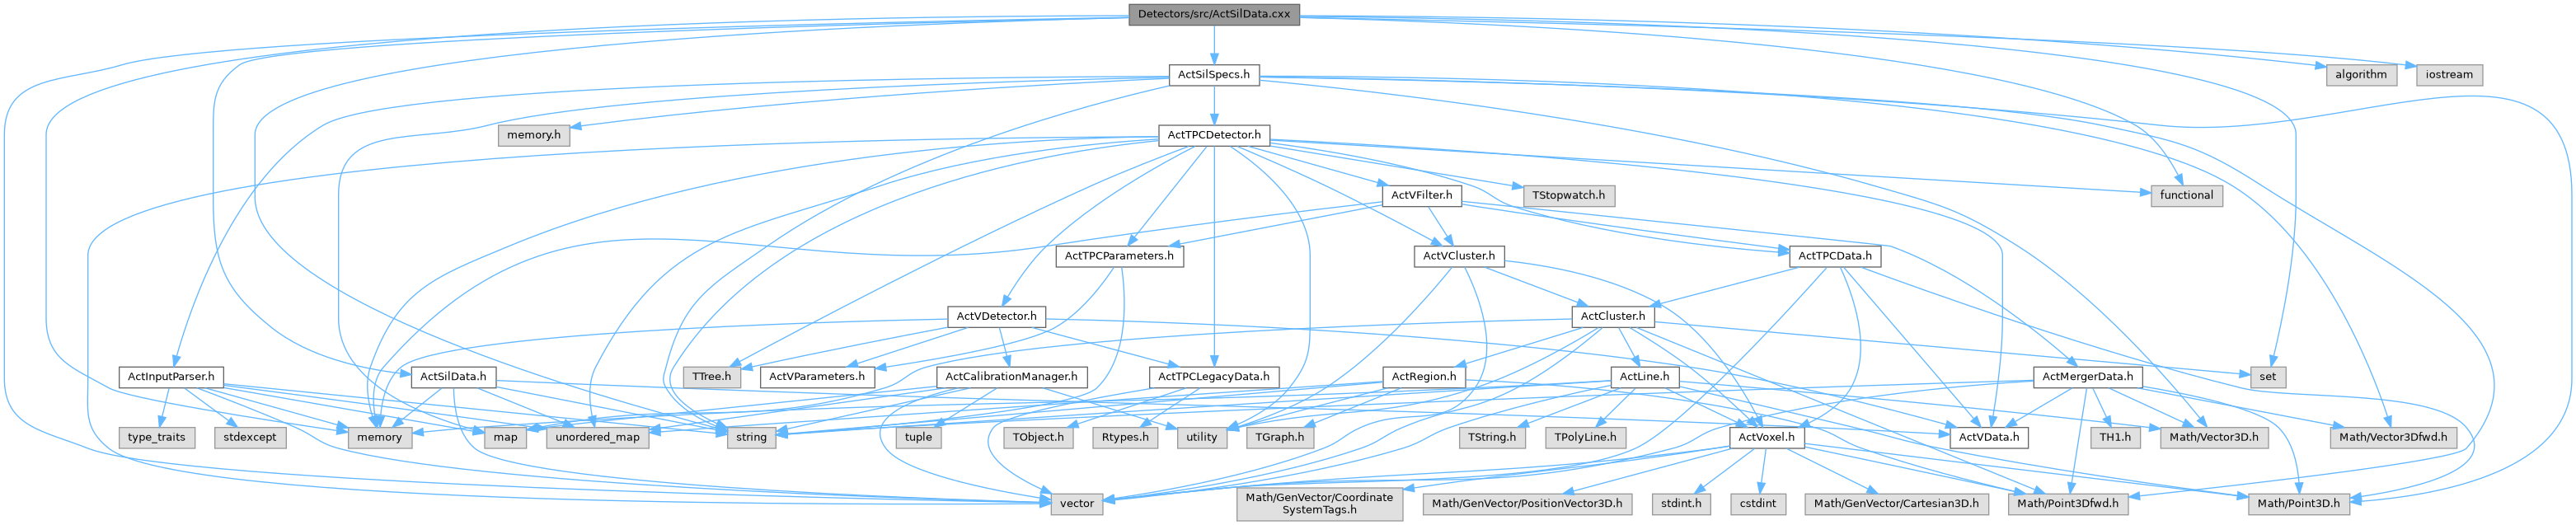 Detectors/src/ActSilData.cxx
ActSilSpecs.h
algorithm
iostream
memory.h
ActTPCDetector.h
ActVFilter.h
TStopwatch.h
functional
ActTPCParameters.h
ActVCluster.h
ActTPCData.h
ActVDetector.h
ActCluster.h
ActInputParser.h
ActSilData.h
TTree.h
ActVParameters.h
ActCalibrationManager.h
ActTPCLegacyData.h
ActRegion.h
ActLine.h
ActMergerData.h
set
type_traits
stdexcept
memory
map
unordered_map
string
tuple
TObject.h
Rtypes.h
utility
TGraph.h
TString.h
TPolyLine.h
ActVoxel.h
ActVData.h
TH1.h
Math/Vector3D.h
Math/Vector3Dfwd.h
vector
Math/GenVector/Coordinate
SystemTags.h
Math/GenVector/PositionVector3D.h
stdint.h
cstdint
Math/GenVector/Cartesian3D.h
Math/Point3Dfwd.h
Math/Point3D.h